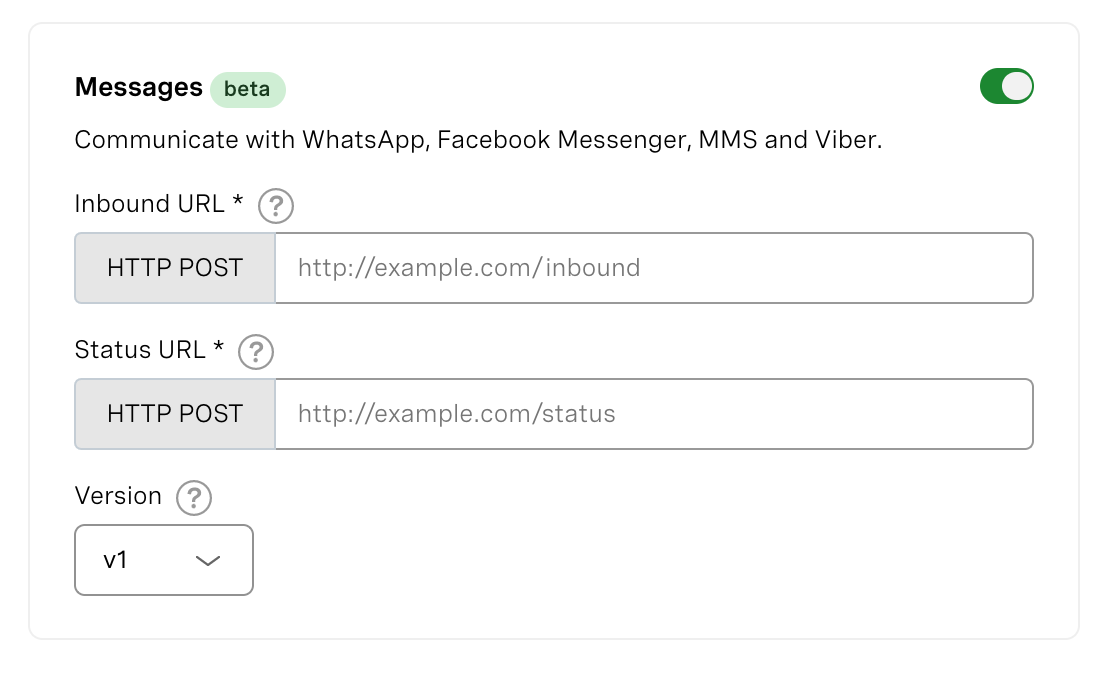 Messages beta
Communicate with WhatsApp, Facebook Messenger, MMS and Viber.
Inbound URL * ?
HTTP POST http://example.com/inbound
Status URL * ?
HTTP POST http://example.com/status
Version ?
v1